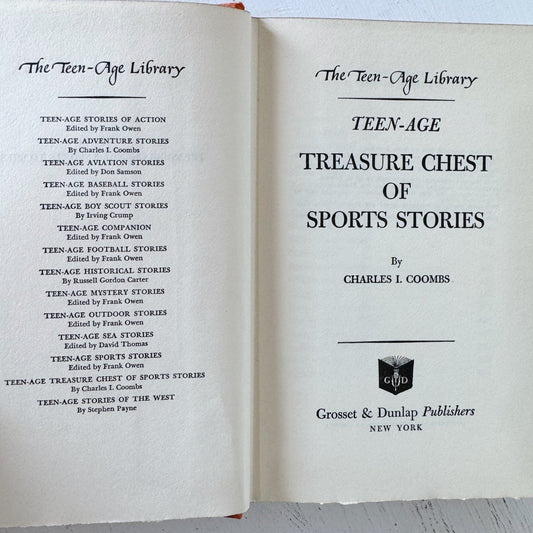 The Teen-Age Library
TEEN-AGE STORIES OF ACTION
Edited by Frank Owen
TEEN-AGE ADVENTURE STORIES
By Charles I. Coombs
TEEN-AGE AVIATION STORIES
Edited by Don Samson
TEEN-AGE BASEBALL STORIES
Edited by Frank Owen
TEEN-AGE BOY SCOUT STORIES
By Irving Crump
TEEN-AGE COMPANION
Edited by Frank Owen
TEEN-AGE FOOTBALL STORIES
Edited by Frank Owen
TEEN-AGE HISTORICAL STORIES
By Russell Gordon Carter
TEEN-AGE MYSTERY STORIES
Edited by Frank Owen
TEEN-AGE OUTDOOR STORIES
Edited by Frank Owen
TEEN-AGE SEA STORIES
Edited by David Thomas
TEEN-AGE SPORTS STORIES
Edited by Frank Owen
TEEN-AGE TREASURE CHEST OF SPORTS STORIES
By Charles I. Coombs
TEEN-AGE STORIES OF THE WEST
By Stephen Payne
The Teen-Age Library
TEEN-AGE
TREASURE CHEST
OF
SPORTS STORIES
By
CHARLES I. COOMBS
G D
Grosset & Dunlap Publishers
NEW YORK